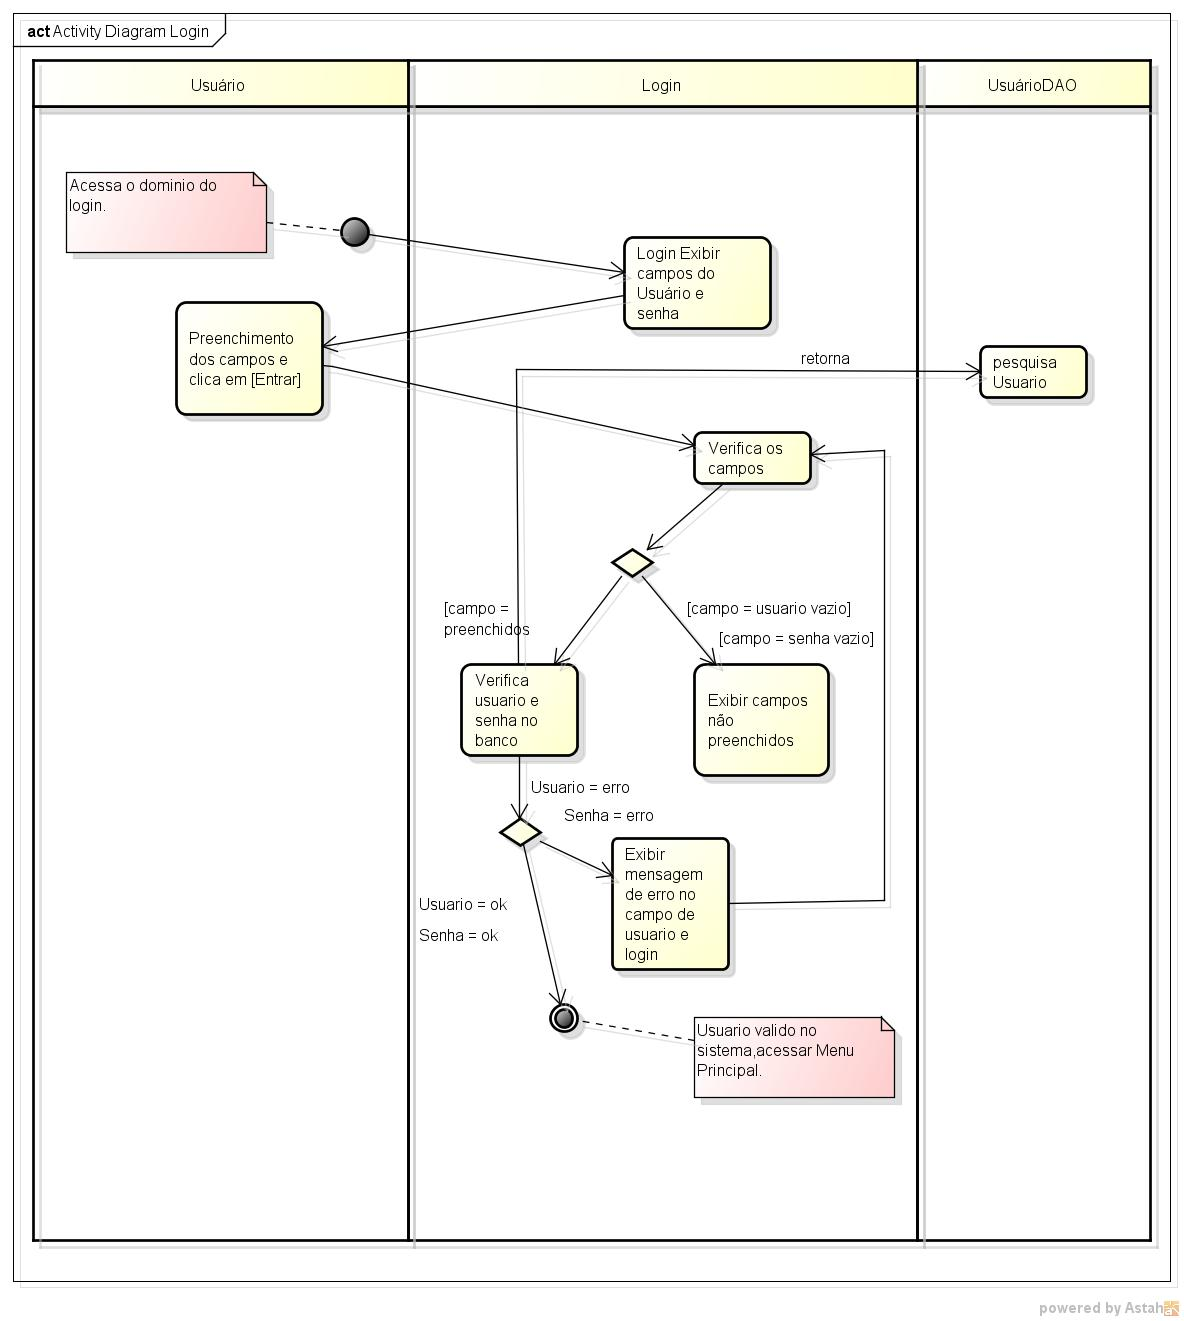 act Activity Diagram Login
Usuário
Login
UsuárioDAO
Acessa o dominio do
login.
Login Exibir
campos do
Usuário e
senha
Preenchimento
dos campos e
clica em [Entrar]
retorna
pesquisa
Usuario
Verifica os
campos
[campo =
preenchidos
[campo = usuario vazio]
[campo = senha vazio]
Verifica
usuario e
senha no
banco
Exibir campos
não
preenchidos
Usuario = erro
Senha = erro
Exibir
mensagem
de erro no
campo de
usuario e
login
Usuario = ok
Senha = ok
Usuario valido no
sistema,acessar Menu
Principal.
powered by Astah